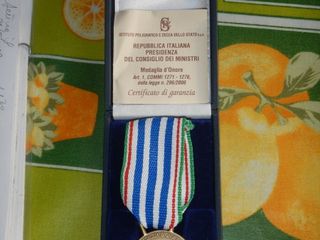 ISTITUTO POLIGRAFICO E ZECCA DELLO STATO S.p.A.
REPUBBLICA ITALIANA
PRESIDENZA
DEL CONSIGLIO DEI MINISTRI
Medaglia d'Onore
Art. 1, COMMI 1271 - 1276,
della legge n. 296/2006
Certificato di garanzia